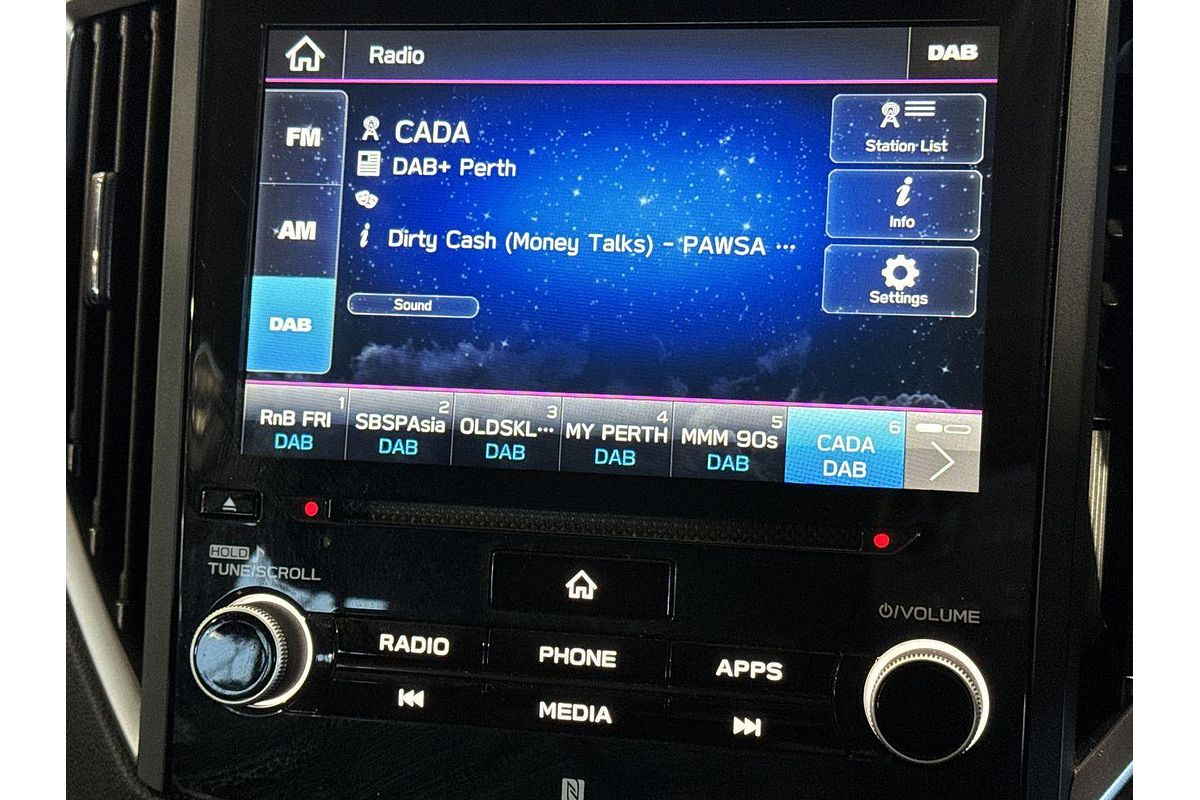 Radio
DAB
FM
AM
DAB
CADA
DAB+ Perth
Dirty Cash (Money Talks) - PAWSA ...
Sound
Station List
Info
Settings
1
RnB FRI
DAB
2
SBSPAsia
DAB
3
OLDSKL...
DAB
4
MY PERTH
DAB
5
MMM 90s
DAB
6
CADA
DAB
HOLD
TUNE/SCROLL
/VOLUME
RADIO
PHONE
APPS
MEDIA